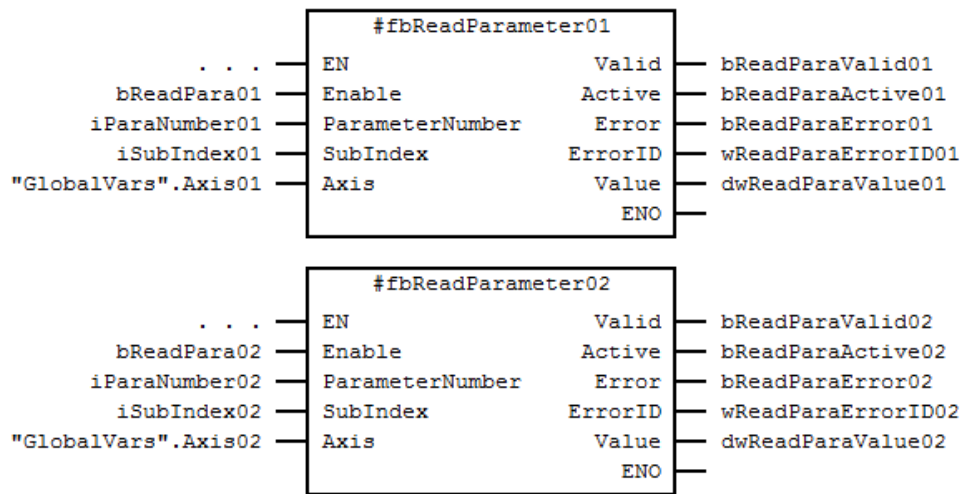 #fbReadParameter01
. . . EN Valid bReadParaValid01
bReadPara01 Enable Active bReadParaActive01
iParaNumber01 ParameterNumber Error bReadParaError01
iSubIndex01 SubIndex ErrorID wReadParaErrorID01
"GlobalVars".Axis01 Axis Value dwReadParaValue01
ENO
#fbReadParameter02
. . . EN Valid bReadParaValid02
bReadPara02 Enable Active bReadParaActive02
iParaNumber02 ParameterNumber Error bReadParaError02
iSubIndex02 SubIndex ErrorID wReadParaErrorID02
"GlobalVars".Axis02 Axis Value dwReadParaValue02
ENO